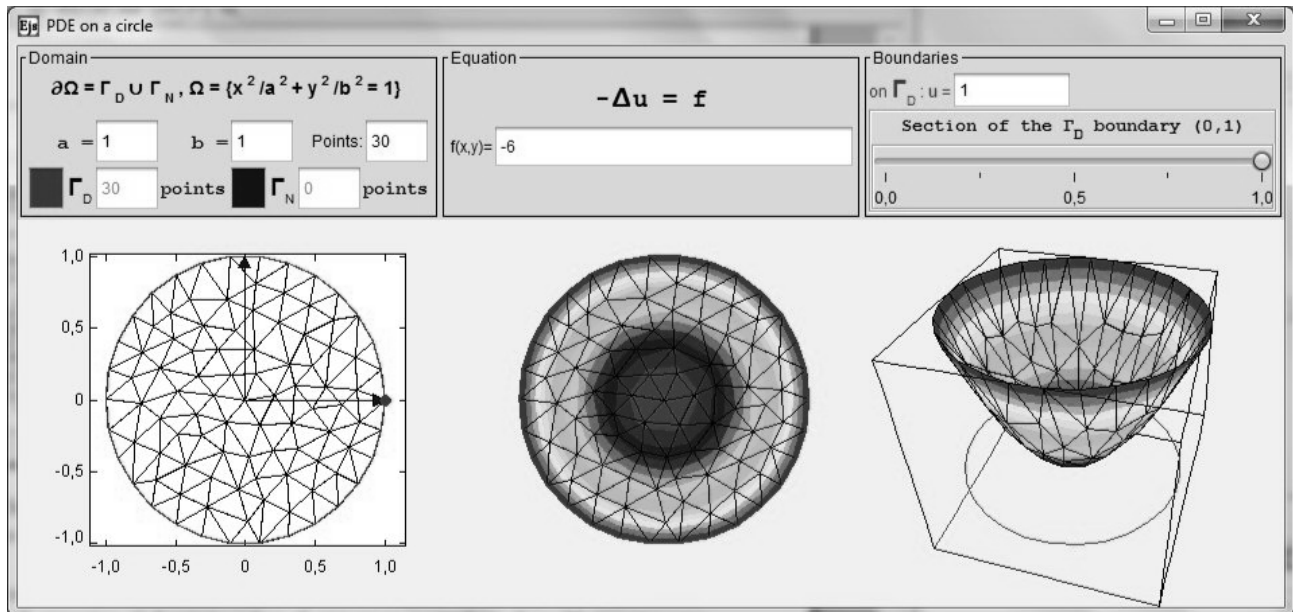 Ejs PDE on a circle
Domain
∂Ω = Γ_D ∪ Γ_N , Ω = {x²/a² + y²/b² = 1}
a = 1 b = 1 Points: 30
Γ_D 30 points Γ_N 0 points
Equation
-Δu = f
f(x,y)= -6
Boundaries
on Γ_D : u = 1
Section of the Γ_D boundary (0,1)
0,0 0,5 1,0
1,0
0,5
0
-0,5
-1,0
-1,0 -0,5 0 0,5 1,0